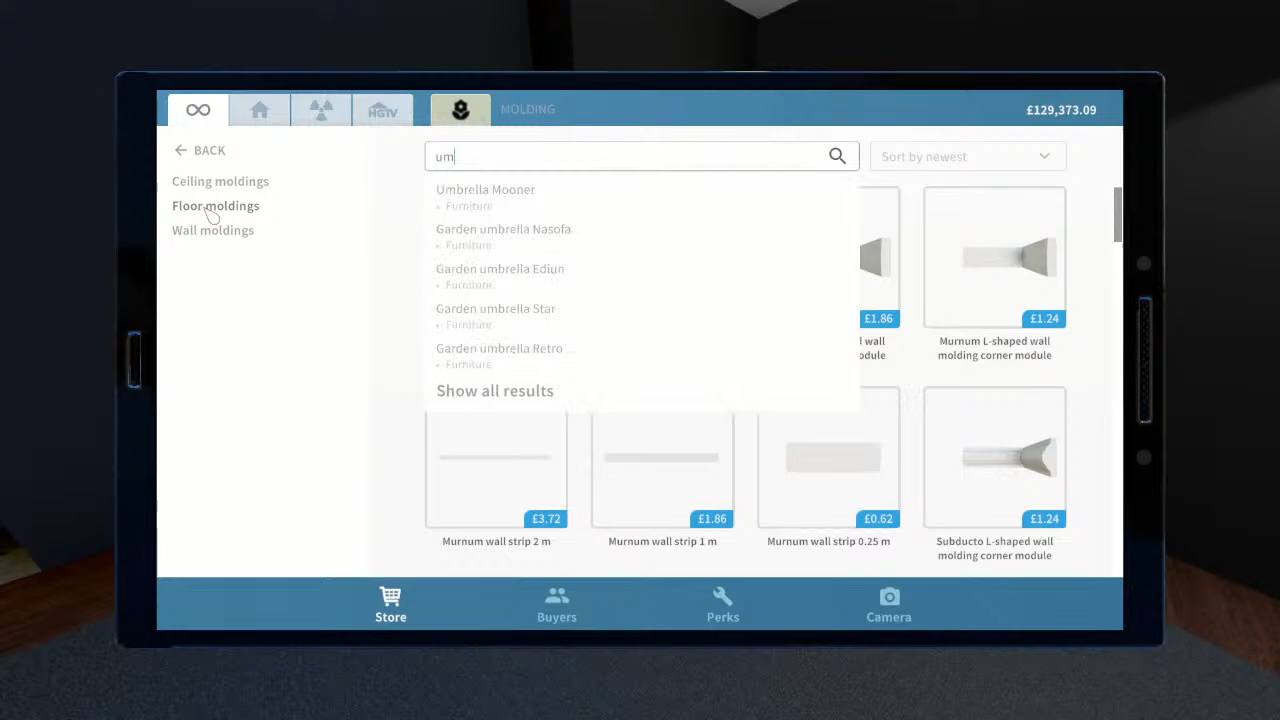 HGTV
MOLDING
£129,373.09
BACK
um
Sort by newest
Ceiling moldings
Floor moldings
Wall moldings
Umbrella Mooner
Furniture
Garden umbrella Nasofa
Furniture
Garden umbrella Ediun
Furniture
Garden umbrella Star
Furniture
Garden umbrella Retro
Furniture
Show all results
£1.86
£1.24
wall
Murnum L-shaped wall
molding corner module
£3.72
£1.86
£0.62
£1.24
Murnum wall strip 2 m
Murnum wall strip 1 m
Murnum wall strip 0.25 m
Subducto L-shaped wall
molding corner module
Store
Buyers
Perks
Camera